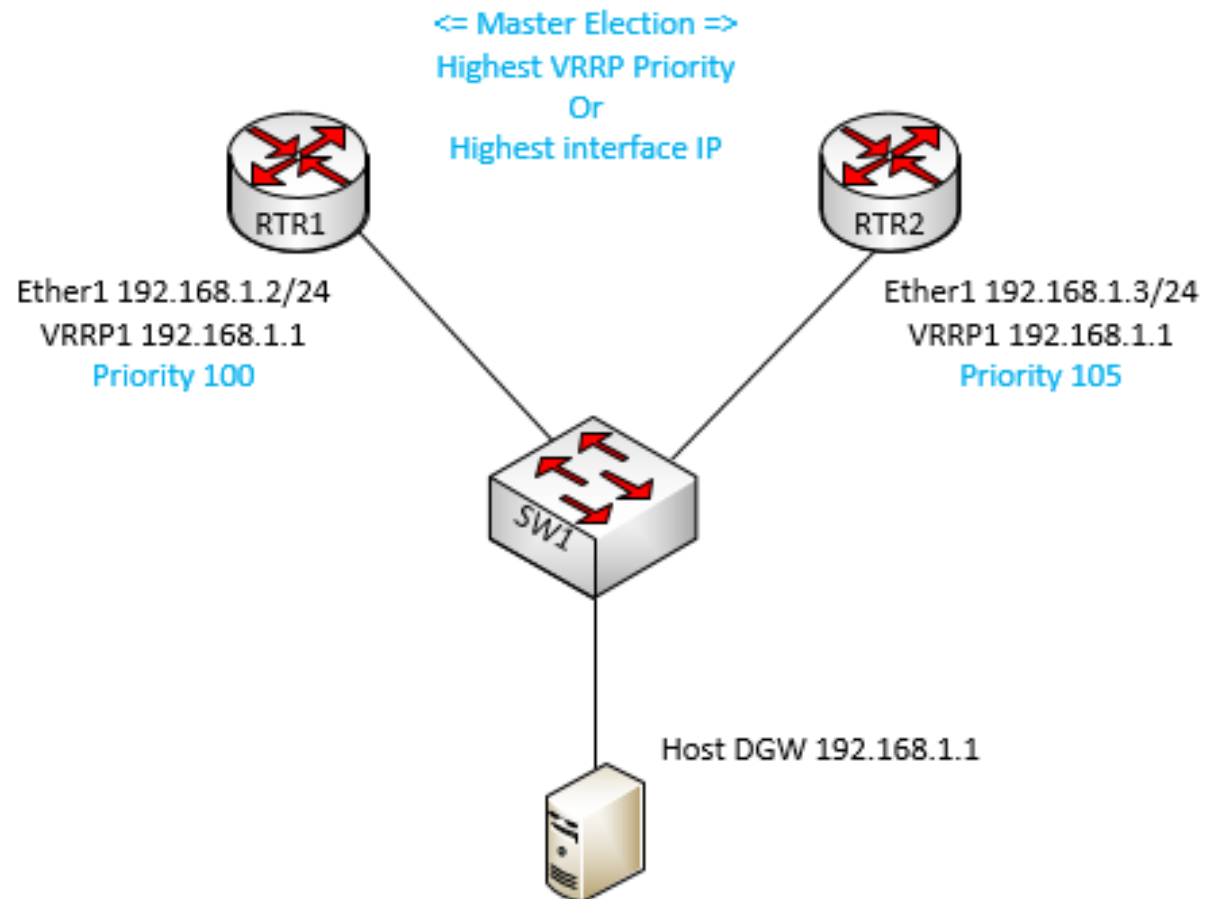 <= Master Election =>
Highest VRRP Priority
Or
Highest interface IP
RTR1
RTR2
Ether1 192.168.1.2/24
VRRP1 192.168.1.1
Priority 100
Ether1 192.168.1.3/24
VRRP1 192.168.1.1
Priority 105
SW1
Host DGW 192.168.1.1